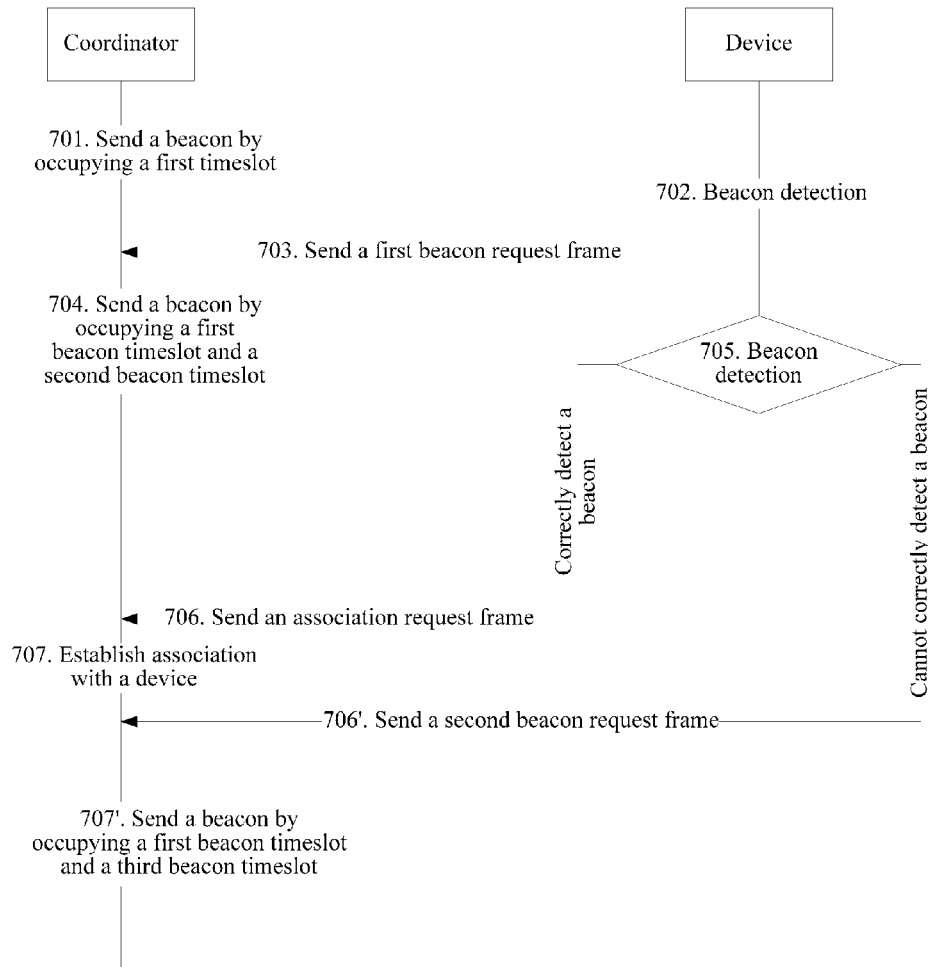 Coordinator
Device
701. Send a beacon by
occupying a first timeslot
702. Beacon detection
703. Send a first beacon request frame
704. Send a beacon by
occupying a first
beacon timeslot and a
second beacon timeslot
705. Beacon
detection
Correctly detect a
beacon
Cannot correctly detect a beacon
706. Send an association request frame
707. Establish association
with a device
706'. Send a second beacon request frame
707'. Send a beacon by
occupying a first beacon timeslot
and a third beacon timeslot